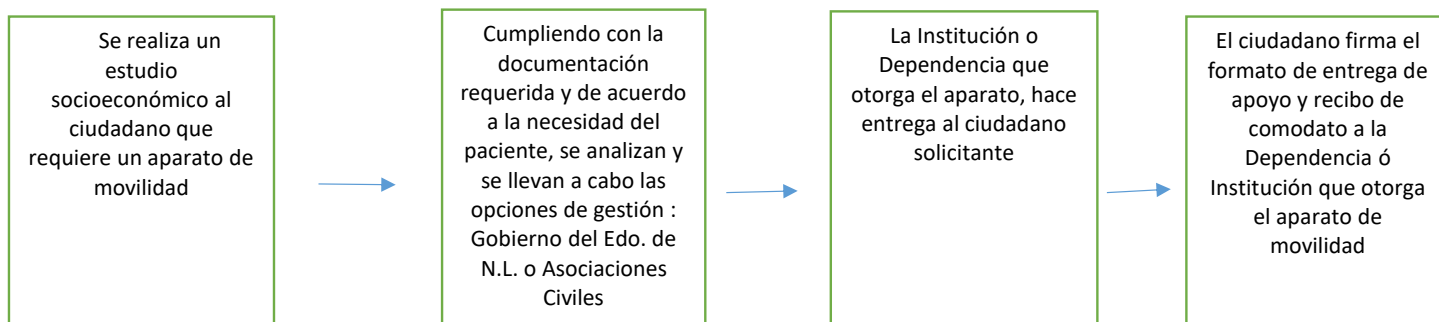 Se realiza un
estudio
socioeconómico al
ciudadano que
requiere un aparato de
movilidad
Cumpliendo con la
documentación
requerida y de acuerdo
a la necesidad del
paciente, se analizan y
se llevan a cabo las
opciones de gestión :
Gobierno del Edo. de
N.L. o Asociaciones
Civiles
La Institución o
Dependencia que
otorga el aparato, hace
entrega al ciudadano
solicitante
El ciudadano firma el
formato de entrega de
apoyo y recibo de
comodato a la
Dependencia ó
Institución que otorga
el aparato de
movilidad